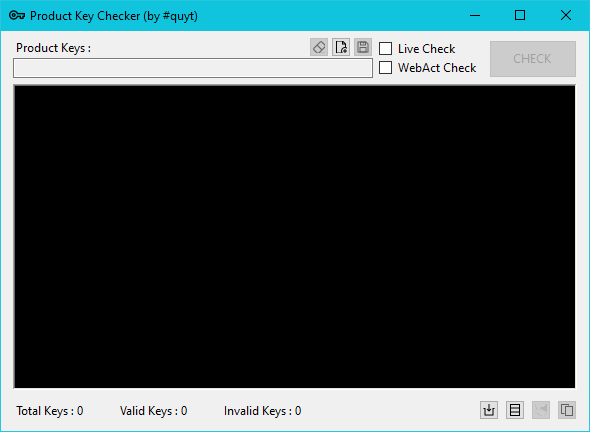 Product Key Checker (by #quyt)
Product Keys :
Live Check
WebAct Check
CHECK
Total Keys : 0
Valid Keys : 0
Invalid Keys : 0